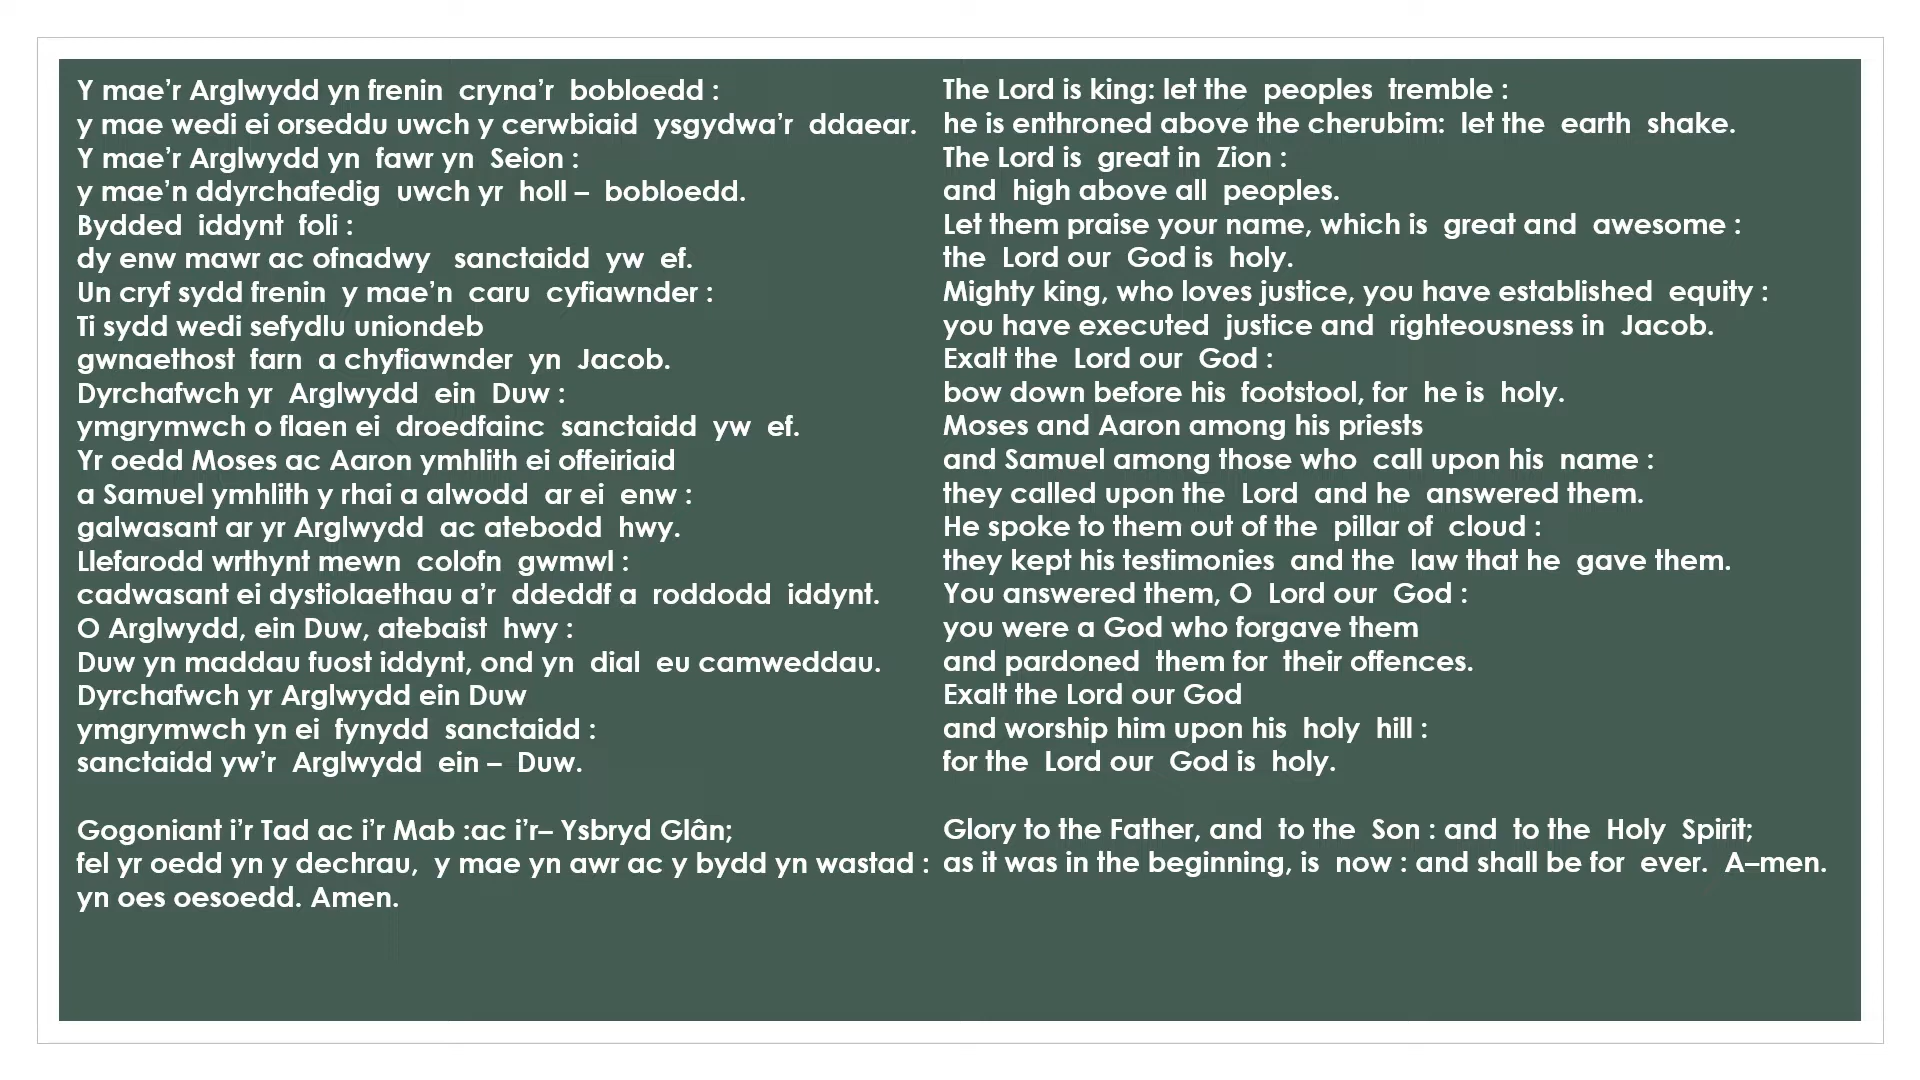 Y mae’r Arglwydd yn frenin cryna’r bobloedd :
y mae wedi ei orseddu uwch y cerwbiaid ysgydwa’r ddaear.
Y mae’r Arglwydd yn fawr yn Seion :
y mae’n ddyrchafedig uwch yr holl – bobloedd.
Bydded iddynt foli :
dy enw mawr ac ofnadwy sanctaidd yw ef.
Un cryf sydd frenin y mae’n caru cyfiawnder :
Ti sydd wedi sefydlu uniondeb
gwnaethost farn a chyfiawnder yn Jacob.
Dyrchafwch yr Arglwydd ein Duw :
ymgrymwch o flaen ei droedfainc sanctaidd yw ef.
Yr oedd Moses ac Aaron ymhlith ei offeiriaid
a Samuel ymhlith y rhai a alwodd ar ei enw :
galwasant ar yr Arglwydd ac atebodd hwy.
Llefarodd wrthynt mewn colofn gwmwl :
cadwasant ei dystiolaethau a’r ddeddf a roddodd iddynt.
O Arglwydd, ein Duw, atebaist hwy :
Duw yn maddau fuost iddynt, ond yn dial eu camweddau.
Dyrchafwch yr Arglwydd ein Duw
ymgrymwch yn ei fynydd sanctaidd :
sanctaidd yw’r Arglwydd ein – Duw.
Gogoniant i’r Tad ac i’r Mab :ac i’r– Ysbryd Glân;
fel yr oedd yn y dechrau, y mae yn awr ac y bydd yn wastad :
yn oes oesoedd. Amen.
The Lord is king: let the peoples tremble :
he is enthroned above the cherubim: let the earth shake.
The Lord is great in Zion :
and high above all peoples.
Let them praise your name, which is great and awesome :
the Lord our God is holy.
Mighty king, who loves justice, you have established equity :
you have executed justice and righteousness in Jacob.
Exalt the Lord our God :
bow down before his footstool, for he is holy.
Moses and Aaron among his priests
and Samuel among those who call upon his name :
they called upon the Lord and he answered them.
He spoke to them out of the pillar of cloud :
they kept his testimonies and the law that he gave them.
You answered them, O Lord our God :
you were a God who forgave them
and pardoned them for their offences.
Exalt the Lord our God
and worship him upon his holy hill :
for the Lord our God is holy.
Glory to the Father, and to the Son : and to the Holy Spirit;
as it was in the beginning, is now : and shall be for ever. A–men.